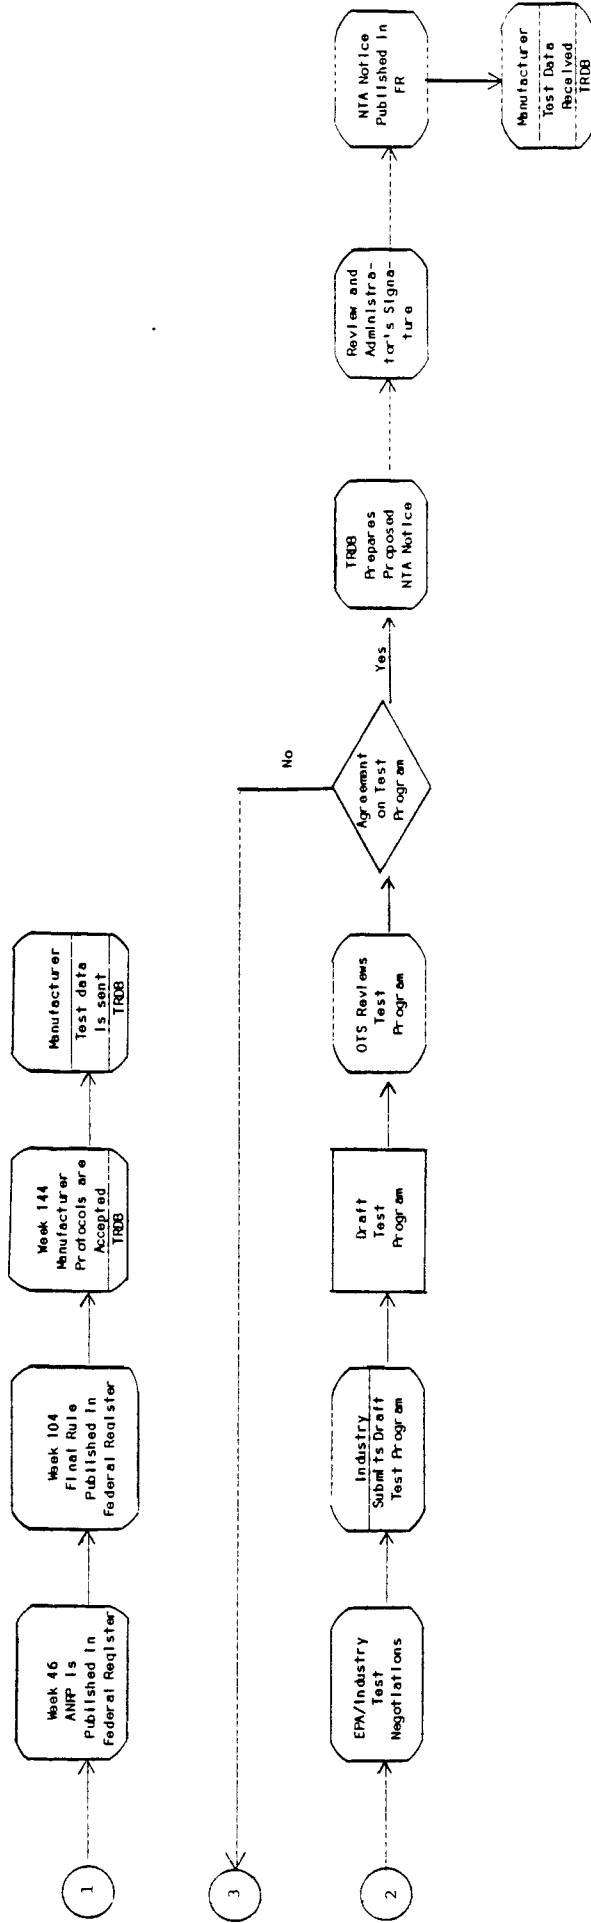 1
Week 46
ANRP is
Published in
Federal Register
Week 104
Final Rule
Published in
Federal Register
Week 144
Manufacturer
Protocols are
Accepted
TRDB
Manufacturer
Test data
is sent
TRDB
3
No
2
EPA/Industry
Test
Negotiations
Industry
Submits Draft
Test Program
Draft
Test
Program
OTS Reviews
Test
Program
Agreement
on Test
Program
Yes
TRDB
Prepares
Proposed
NTA Notice
Review and
Administra-
tor's Signa-
ture
NTA Notice
Published in
FR
Manufacturer
Test Data
Received
TRDB